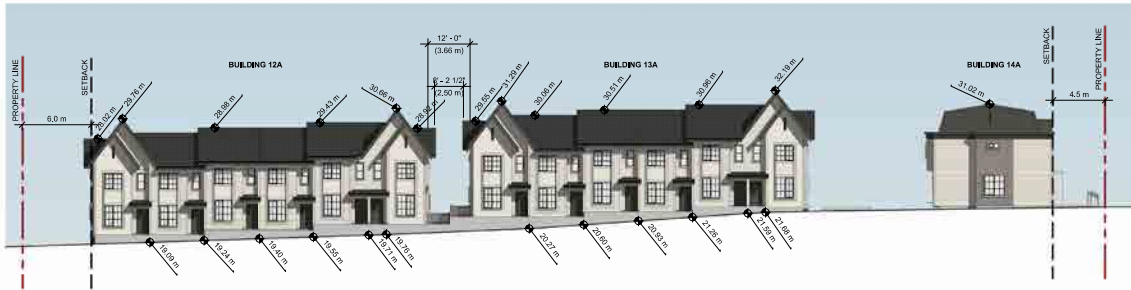 PROPERTY LINE
SETBACK
6.0 m
BUILDING 12A
28.02 m
29.76 m
28.98 m
29.43 m
30.66 m
28.92 m
12' - 0"
(3.66 m)
8' - 2 1/2"
(2.50 m)
BUILDING 13A
29.55 m
31.29 m
30.06 m
30.51 m
30.96 m
32.19 m
BUILDING 14A
31.02 m
SETBACK
PROPERTY LINE
4.5 m
19.09 m
19.24 m
19.40 m
19.55 m
19.71 m
19.76 m
20.27 m
20.60 m
20.93 m
21.26 m
21.59 m
21.68 m